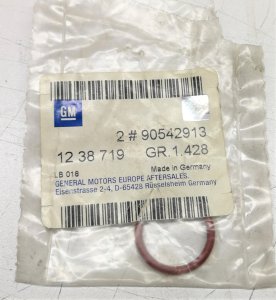 GM
2 # 90542913
12 38 719 GR.1.428
LB 016 Made in Germany
GENERAL MOTORS EUROPE AFTERSALES
Eisenstrasse 2-4, D-65428 Rüsselsheim Germany